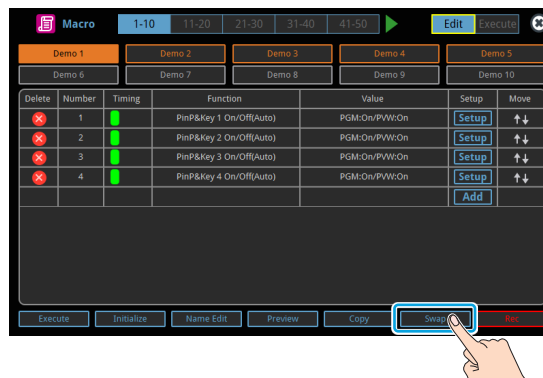 Macro 1-10 11-20 21-30 31-40 41-50 Edit Execute
Demo 1 Demo 2 Demo 3 Demo 4 Demo 5
Demo 6 Demo 7 Demo 8 Demo 9 Demo 10
Delete Number Timing Function Value Setup Move
1 PinP&Key 1 On/Off(Auto) PGM:On/PVW:On Setup
2 PinP&Key 2 On/Off(Auto) PGM:On/PVW:On Setup
3 PinP&Key 3 On/Off(Auto) PGM:On/PVW:On Setup
4 PinP&Key 4 On/Off(Auto) PGM:On/PVW:On Setup
Add
Execute Initialize Name Edit Preview Copy Swap Rec